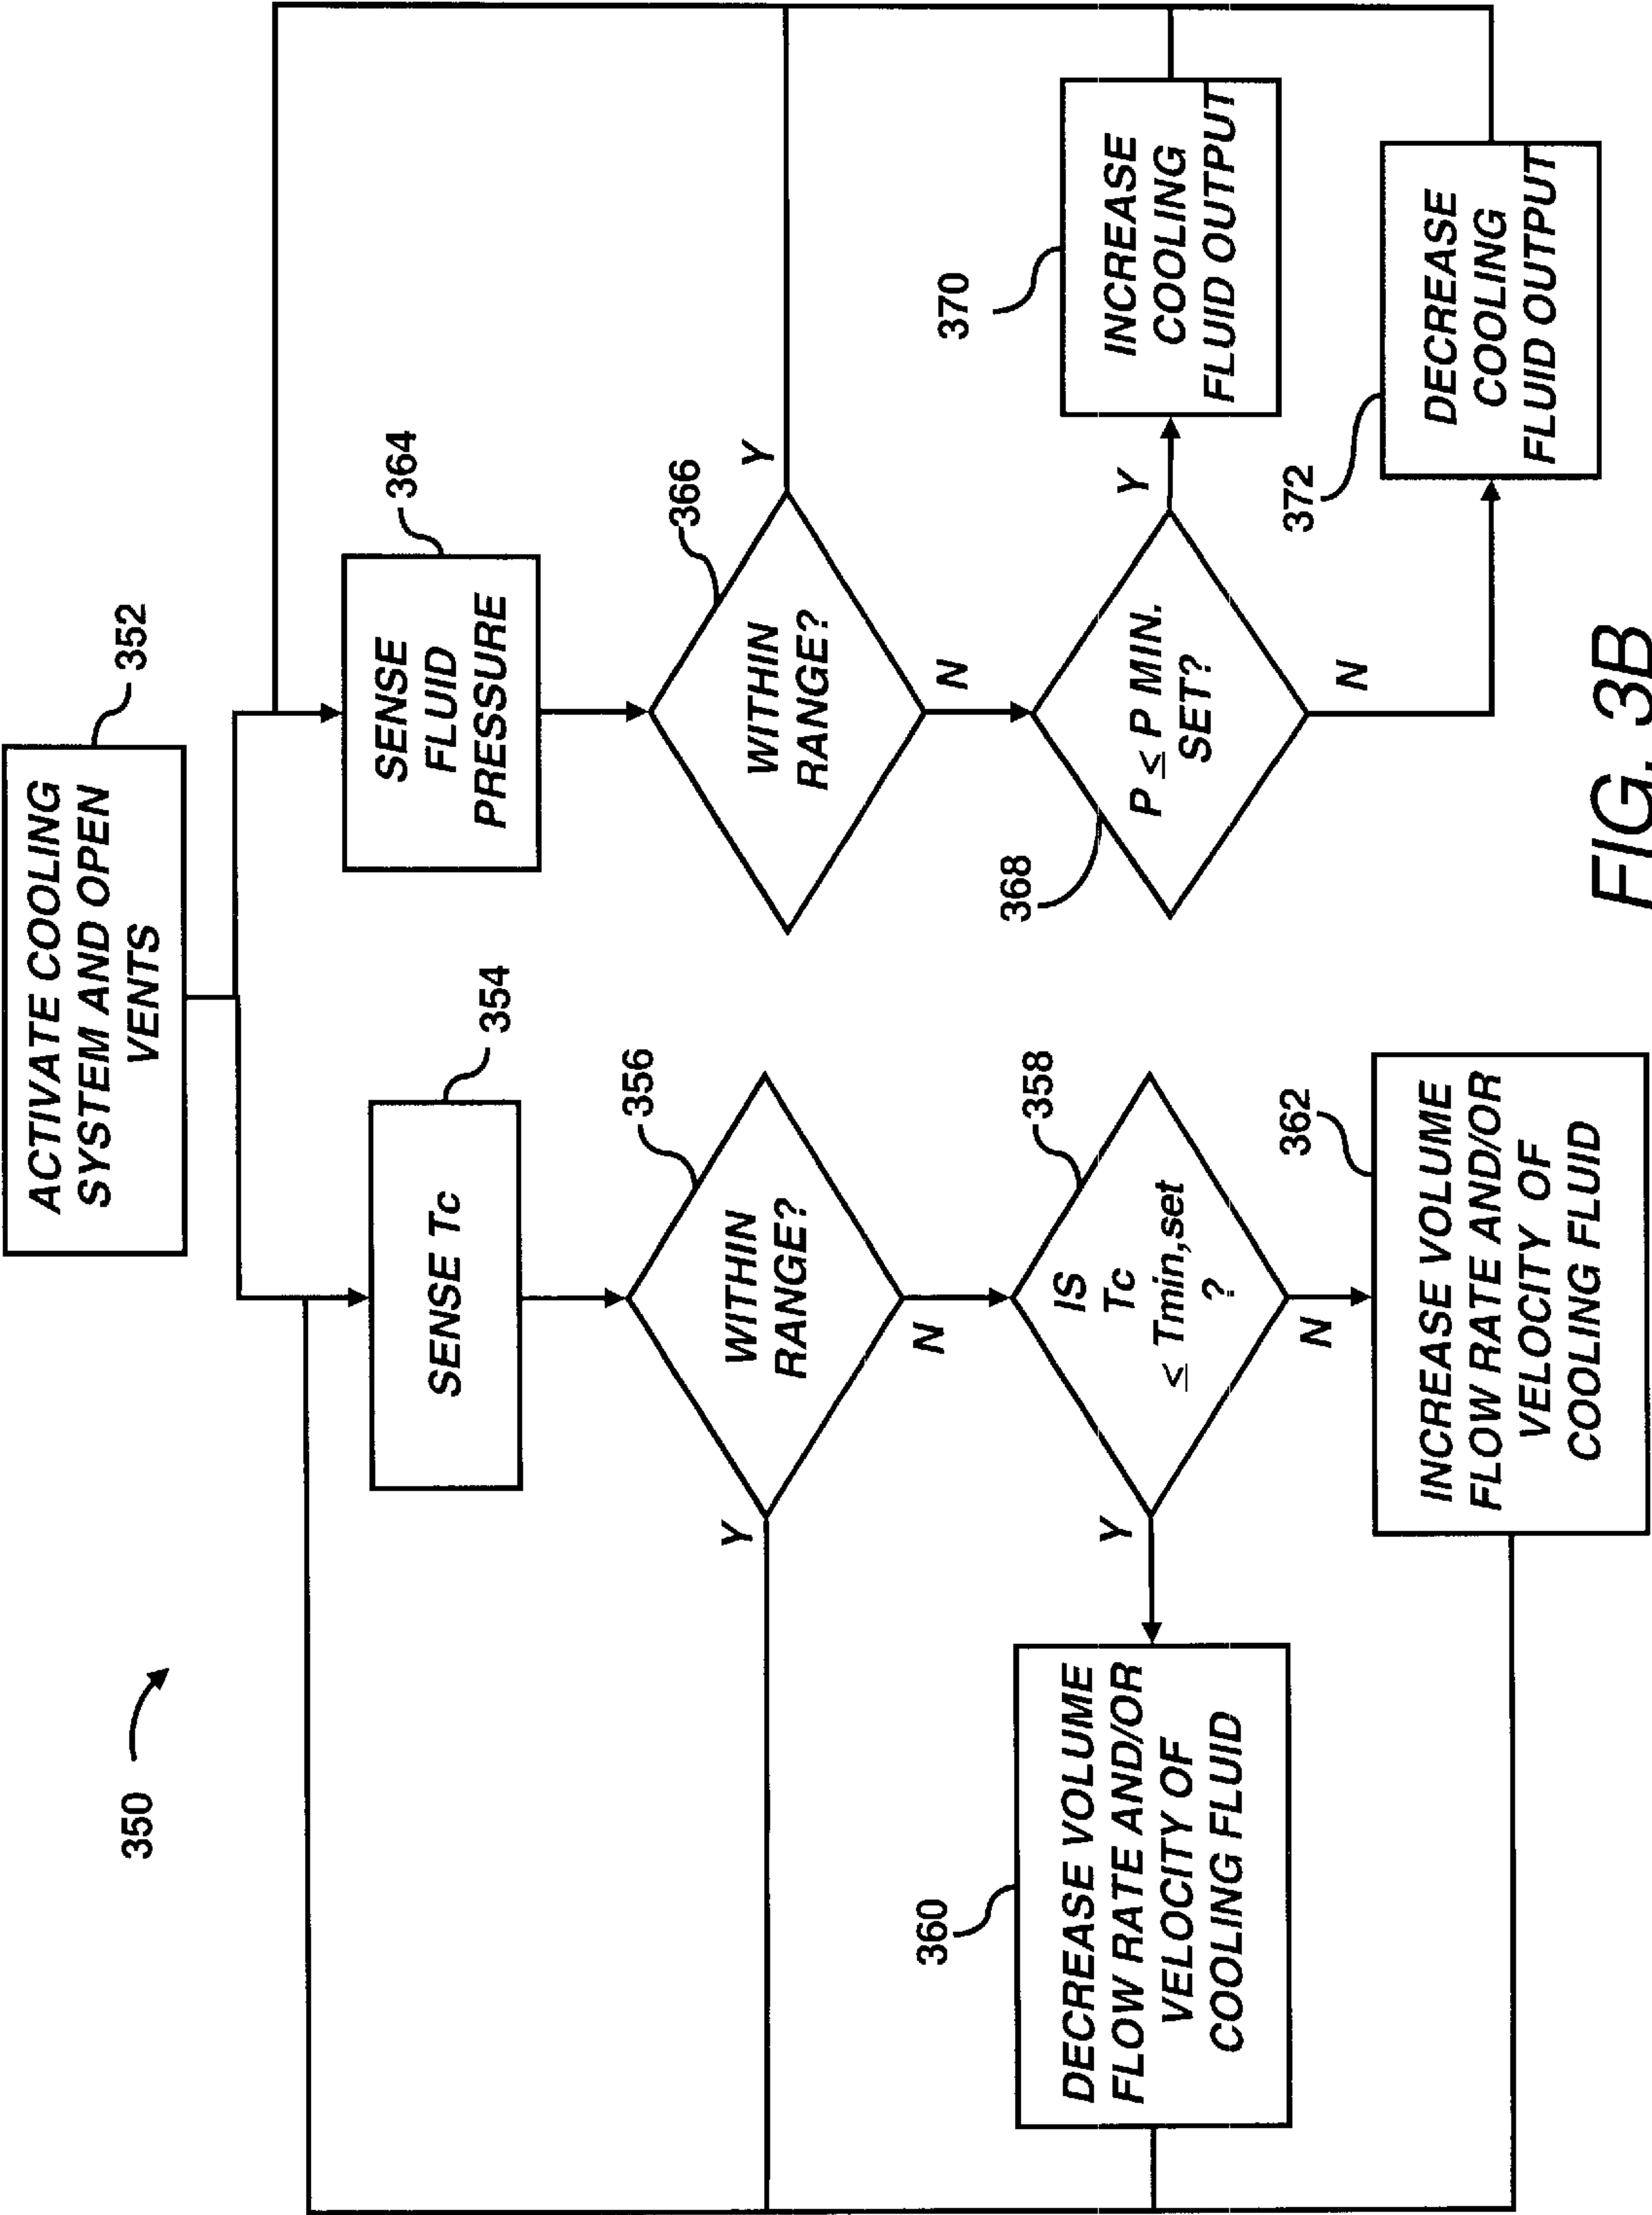 350
ACTIVATE COOLING
SYSTEM AND OPEN
VENTS
352
SENSE Tc
354
WITHIN
RANGE?
356
Y
N
IS
Tc
≤ Tmin,set
?
358
Y
N
360
DECREASE VOLUME
FLOW RATE AND/OR
VELOCITY OF
COOLING FLUID
362
INCREASE VOLUME
FLOW RATE AND/OR
VELOCITY OF
COOLING FLUID
SENSE
FLUID
PRESSURE
364
WITHIN
RANGE?
366
Y
N
P ≤ P MIN.
SET?
368
Y
N
370
INCREASE
COOLING
FLUID OUTPUT
372
DECREASE
COOLING
FLUID OUTPUT
FIG. 3B